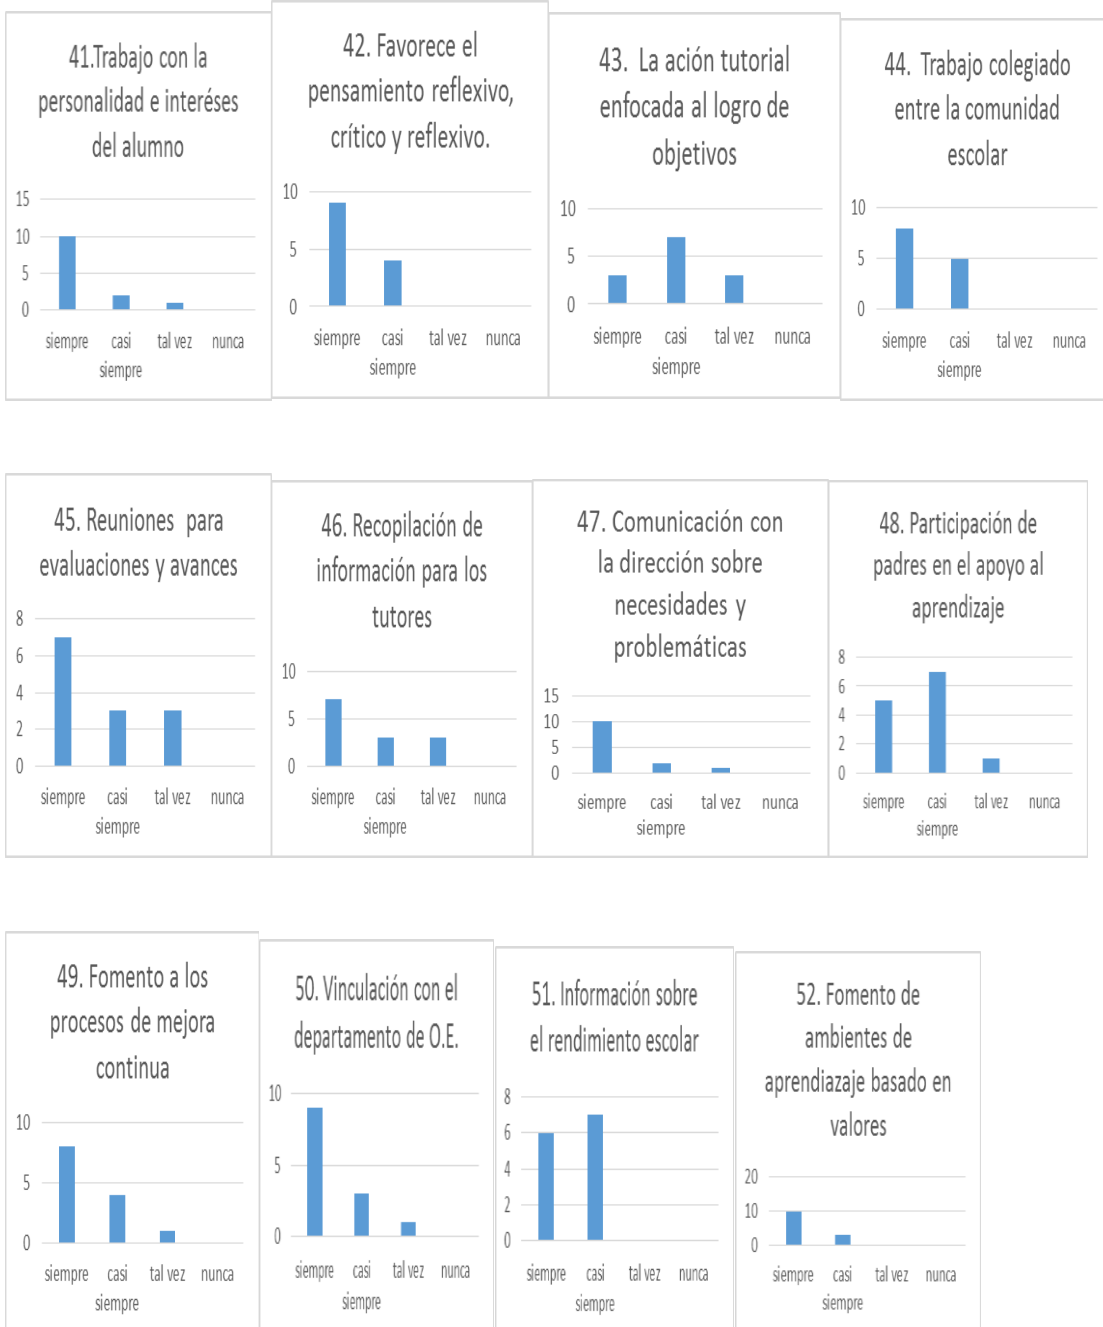 41.Trabajo con la
personalidad e interéses
del alumno
15
10
5
0
siempre casi tal vez nunca
siempre
42. Favorece el
pensamiento reflexivo,
crítico y reflexivo.
10
5
0
siempre casi tal vez nunca
siempre
43. La ación tutorial
enfocada al logro de
objetivos
10
5
0
siempre casi tal vez nunca
siempre
44. Trabajo colegiado
entre la comunidad
escolar
10
5
0
siempre casi tal vez nunca
siempre
45. Reuniones para
evaluaciones y avances
8
6
4
2
0
siempre casi tal vez nunca
siempre
46. Recopilación de
información para los
tutores
10
5
0
siempre casi tal vez nunca
siempre
47. Comunicación con
la dirección sobre
necesidades y
problemáticas
15
10
5
0
siempre casi tal vez nunca
siempre
48. Participación de
padres en el apoyo al
aprendizaje
8
6
4
2
0
siempre casi tal vez nunca
siempre
49. Fomento a los
procesos de mejora
continua
10
5
0
siempre casi tal vez nunca
siempre
50. Vinculación con el
departamento de O.E.
10
5
0
siempre casi tal vez nunca
siempre
51. Información sobre
el rendimiento escolar
8
6
4
2
0
siempre casi tal vez nunca
siempre
52. Fomento de
ambientes de
aprendiazaje basado en
valores
20
10
0
siempre casi tal vez nunca
siempre